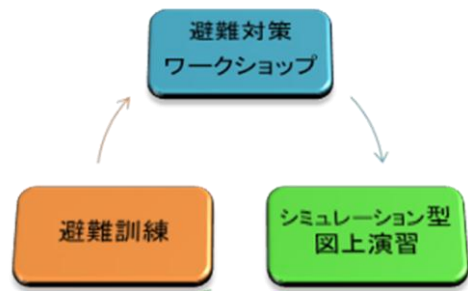 避難対策
ワークショップ
避難訓練
シミュレーション型
図上演習